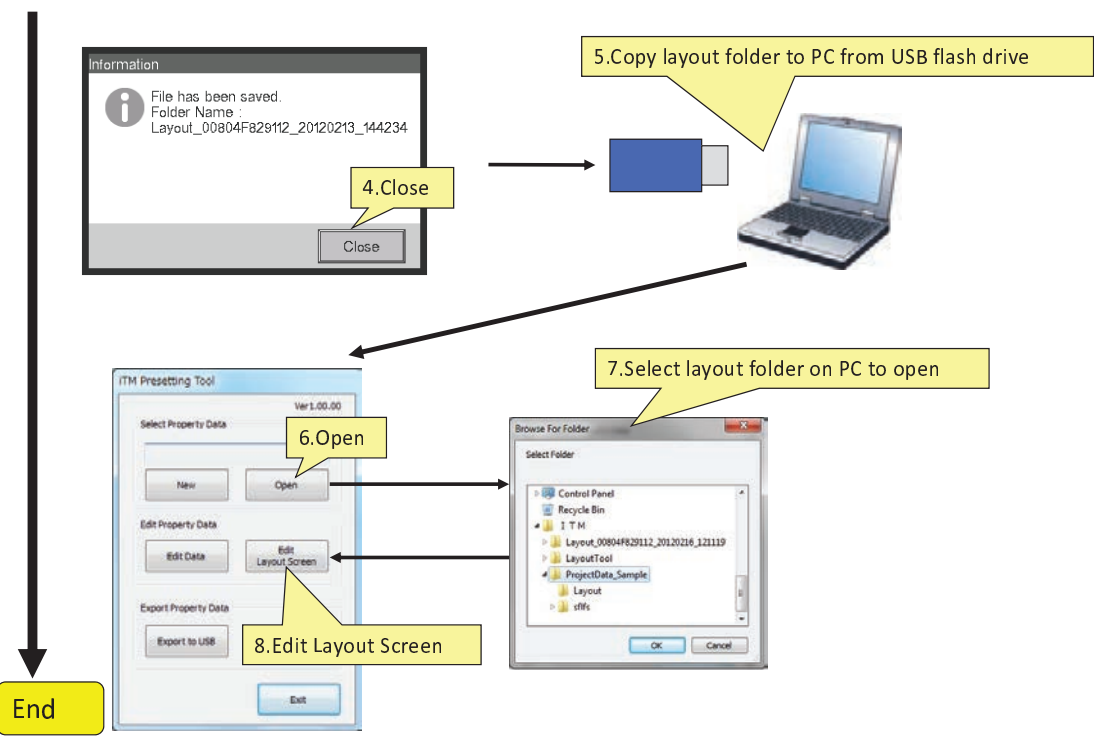 Information
File has been saved.
Folder Name :
Layout_00804F829112_20120213_144234
4.Close
Close
5.Copy layout folder to PC from USB flash drive
iTM Presetting Tool
Ver1.00.00
Select Property Data
6.Open
New
Open
Edit Property Data
Edit Data
Edit
Layout Screen
Export Property Data
Export to USB
8.Edit Layout Screen
Exit
7.Select layout folder on PC to open
Browse For Folder
Select Folder
Control Panel
Recycle Bin
I T M
Layout_00804F829112_20120216_121119
LayoutTool
ProjectData_Sample
Layout
sflfs
OK
Cancel
End